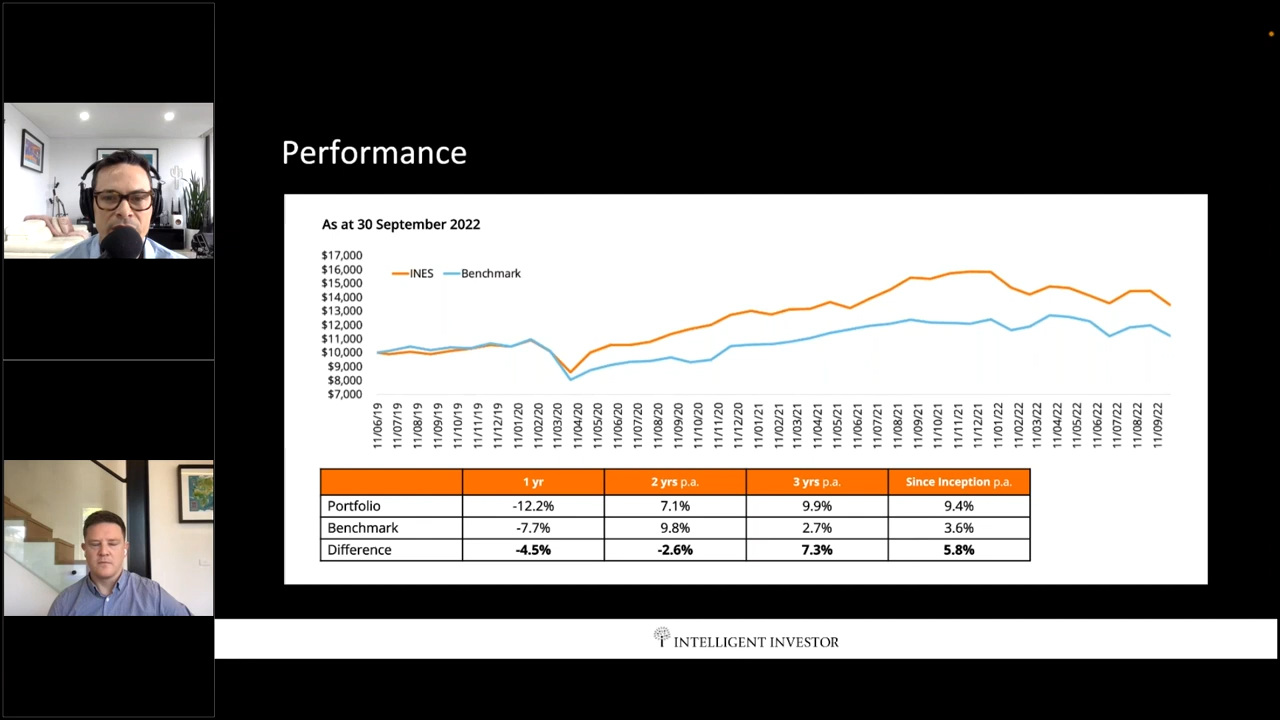 Performance
As at 30 September 2022
$17,000
$16,000
$15,000
$14,000
$13,000
$12,000
$11,000
$10,000
$9,000
$8,000
$7,000
INES Benchmark
11/06/19 11/07/19 11/08/19 11/09/19 11/10/19 11/11/19 11/12/19 11/01/20 11/02/20 11/03/20 11/04/20 11/05/20 11/06/20 11/07/20 11/08/20 11/09/20 11/10/20 11/11/20 11/12/20 11/01/21 11/02/21 11/03/21 11/04/21 11/05/21 11/06/21 11/07/21 11/08/21 11/09/21 11/10/21 11/11/21 11/12/21 11/01/22 11/02/22 11/03/22 11/04/22 11/05/22 11/06/22 11/07/22 11/08/22 11/09/22
1 yr 2 yrs p.a. 3 yrs p.a. Since Inception p.a.
Portfolio -12.2% 7.1% 9.9% 9.4%
Benchmark -7.7% 9.8% 2.7% 3.6%
Difference -4.5% -2.6% 7.3% 5.8%
INTELLIGENT INVESTOR